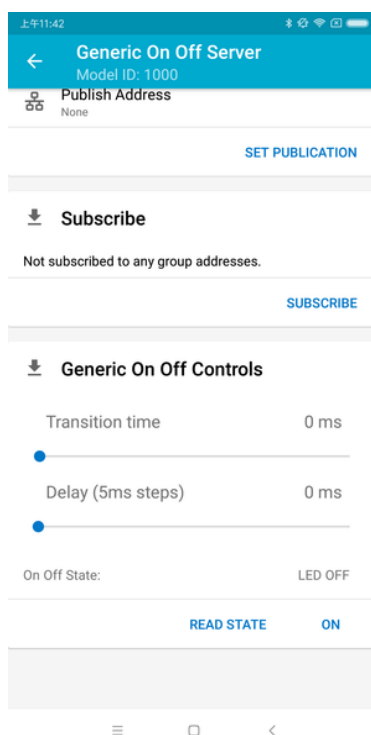 上午11:42
Generic On Off Server
Model ID: 1000
Publish Address
None
SET PUBLICATION
Subscribe
Not subscribed to any group addresses.
SUBSCRIBE
Generic On Off Controls
Transition time 0 ms
Delay (5ms steps) 0 ms
On Off State: LED OFF
READ STATE ON